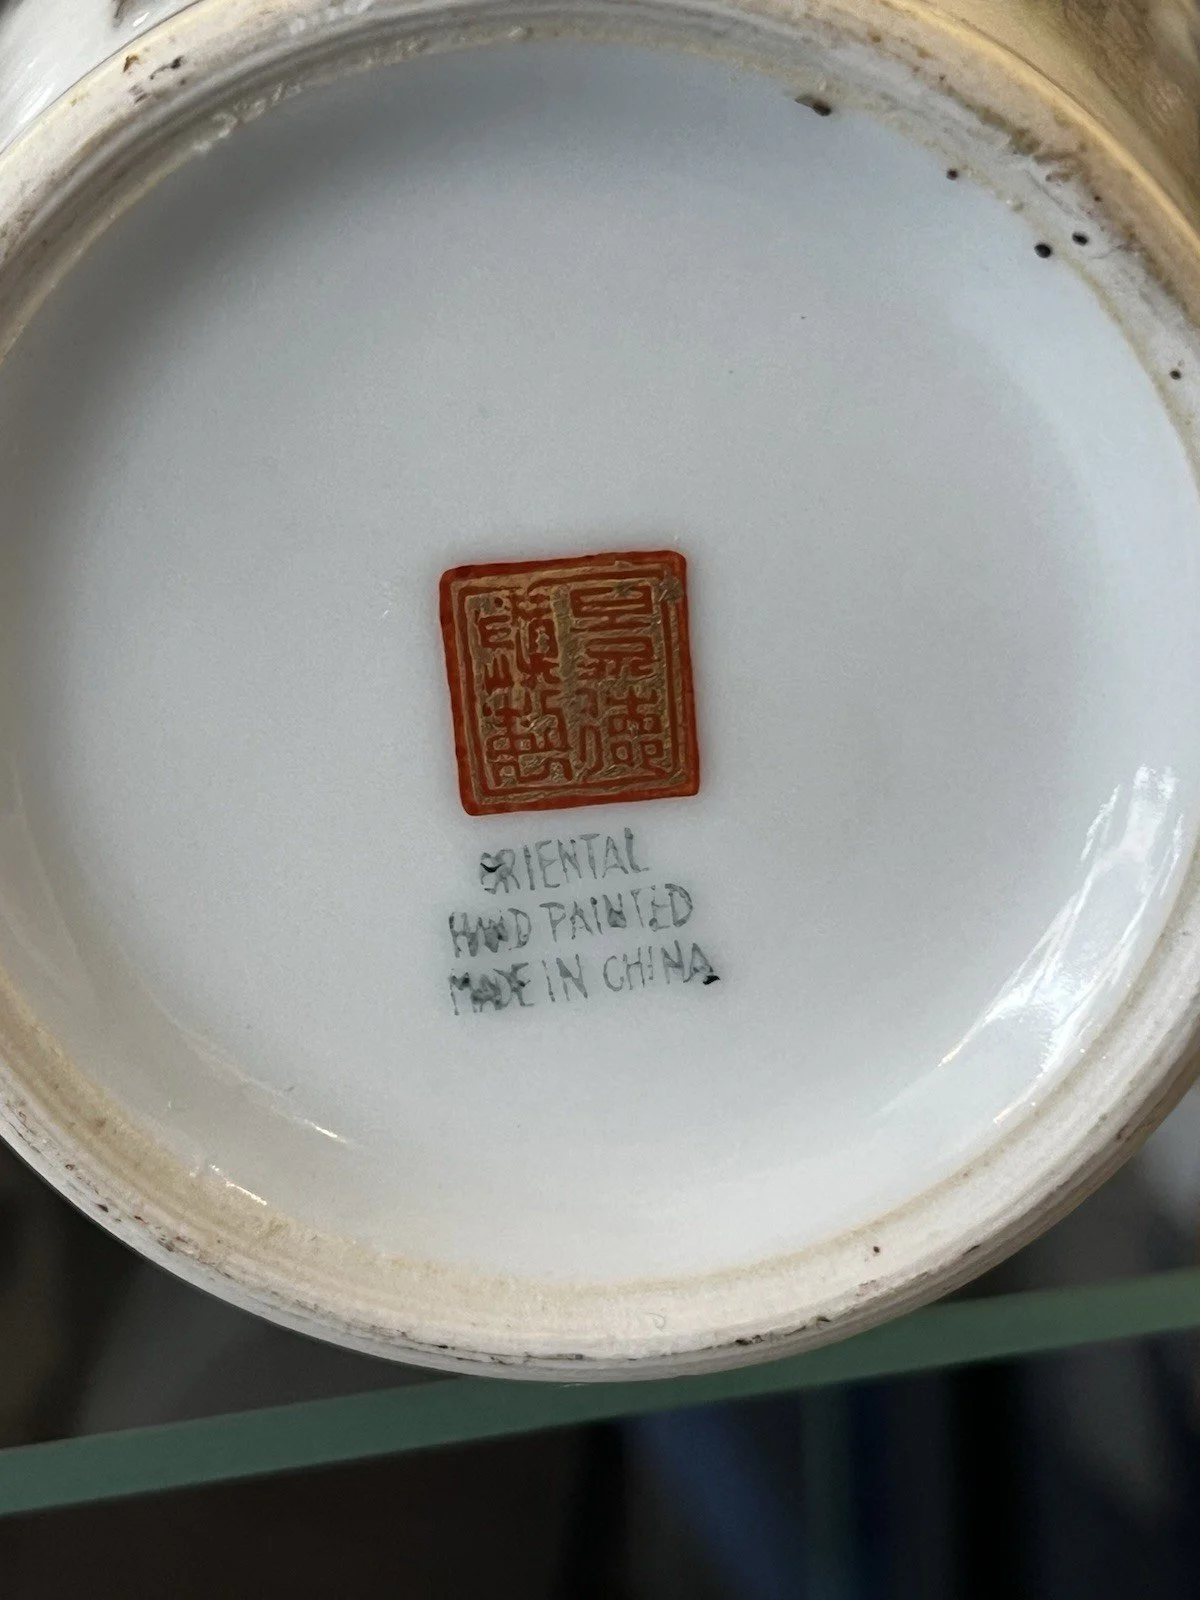 景德
鎮製
ORIENTAL
HAND PAINTED
MADE IN CHINA